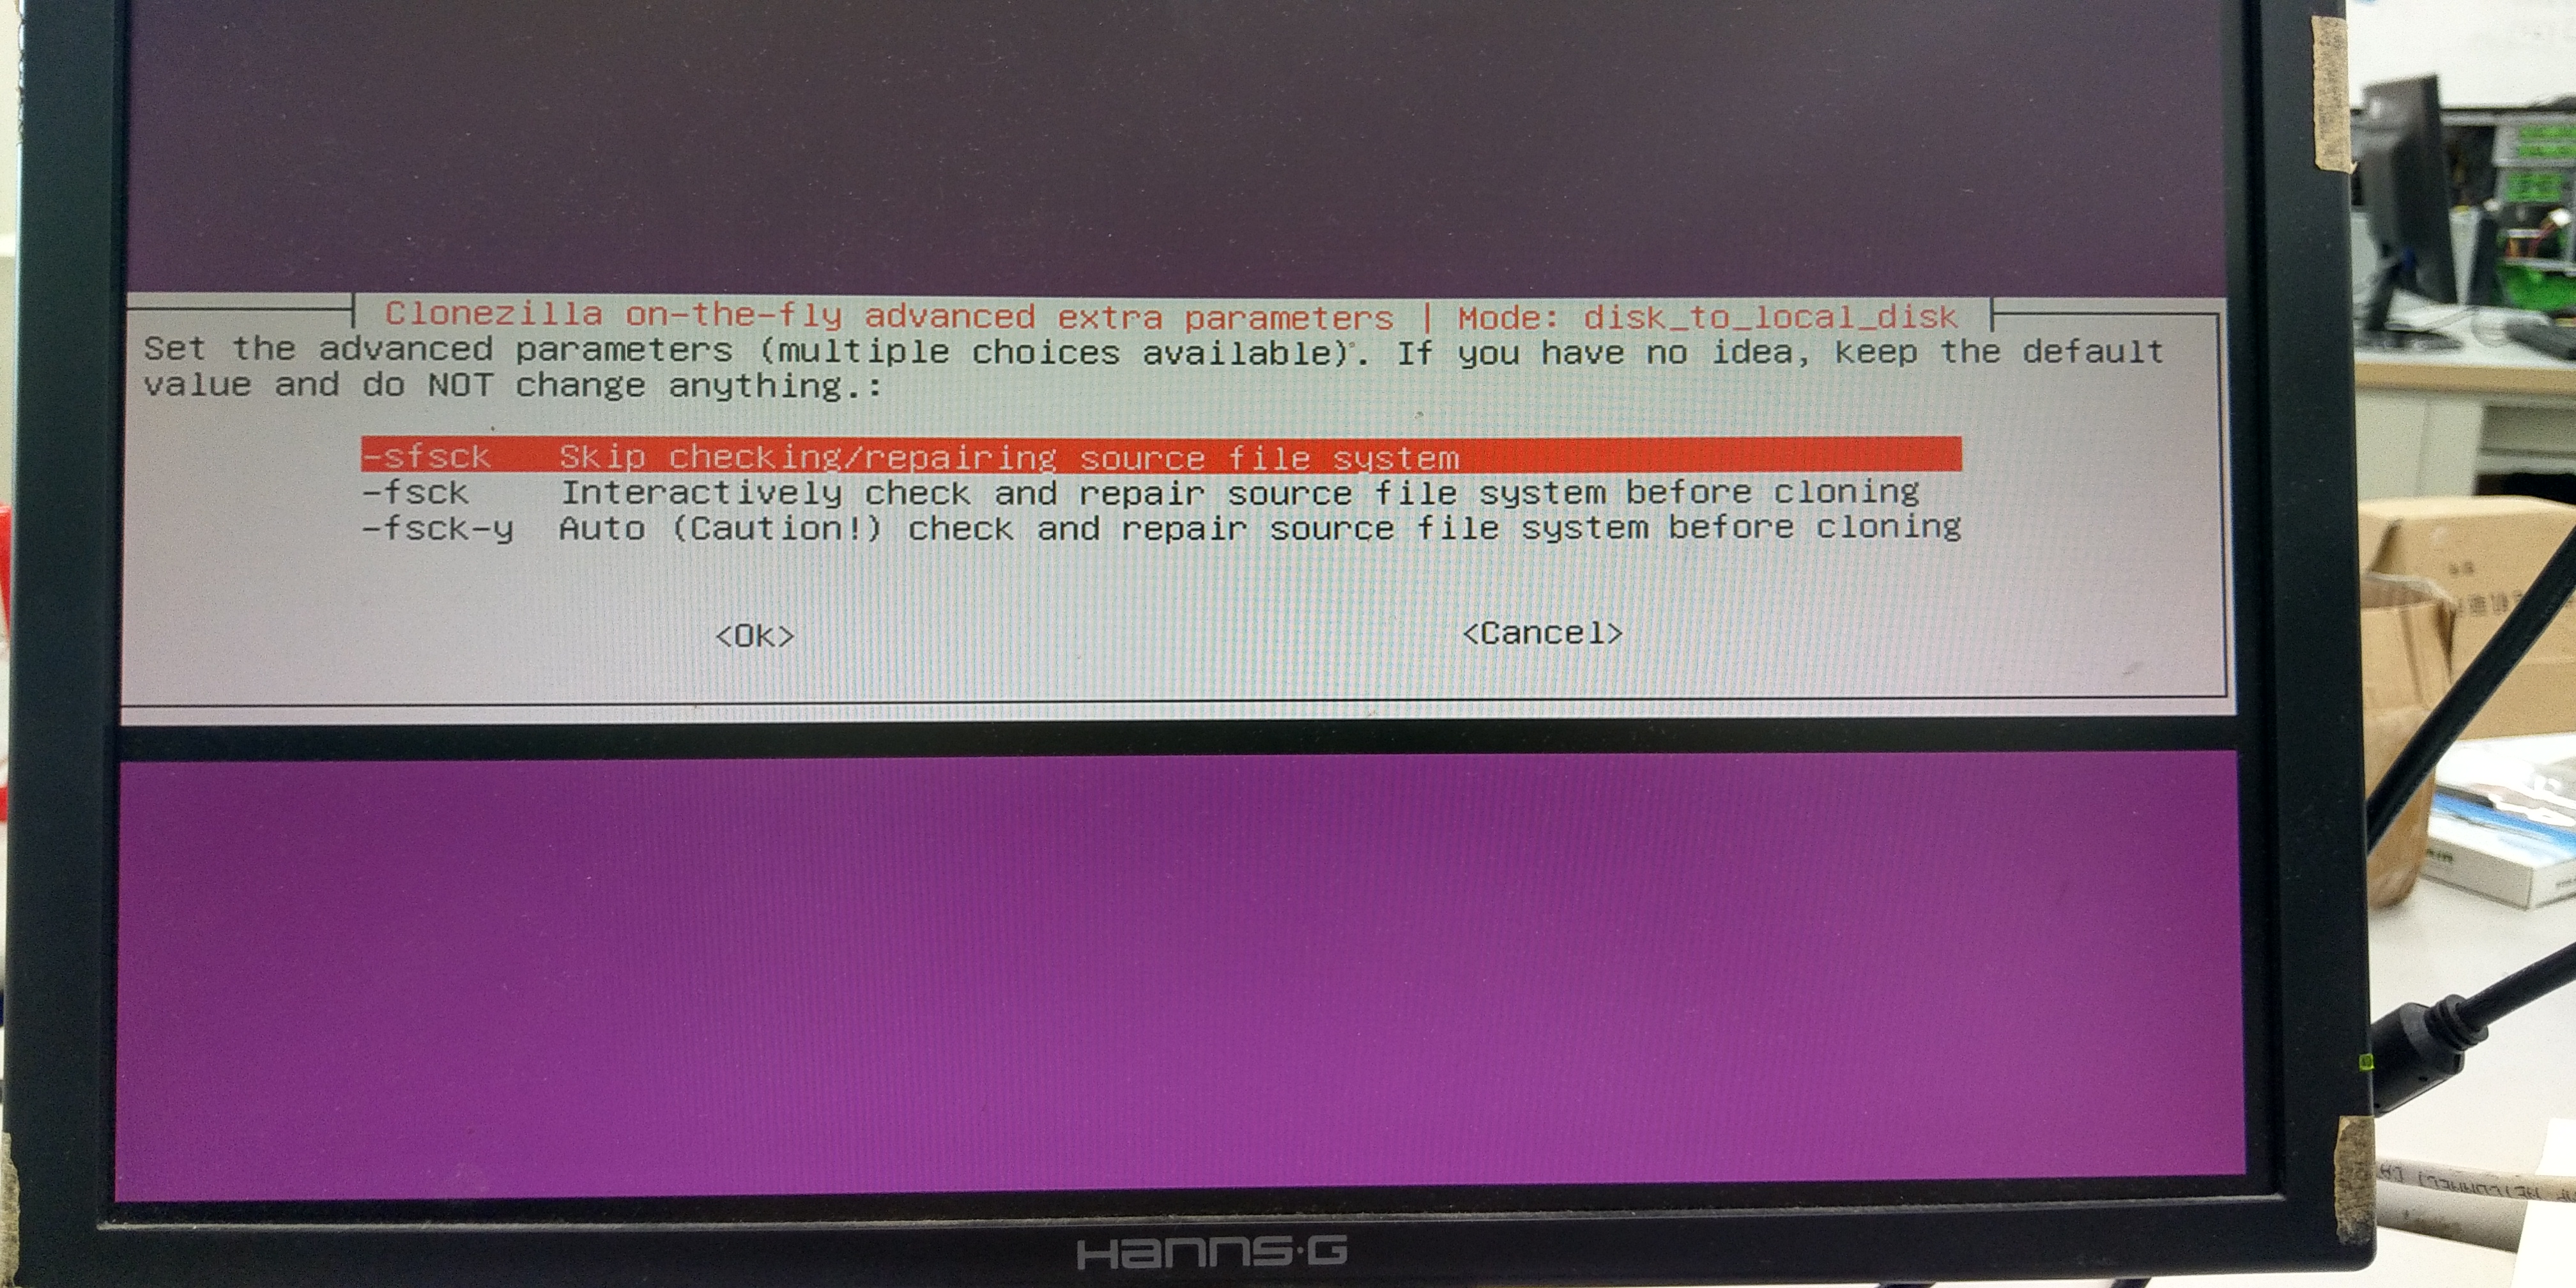 Clonezilla on-the-fly advanced extra parameters | Mode: disk_to_local_disk
Set the advanced parameters (multiple choices available). If you have no idea, keep the default
value and do NOT change anything.:
-sfsck Skip checking/repairing source file system
-fsck Interactively check and repair source file system before cloning
-fsck-y Auto (Caution!) check and repair source file system before cloning
<Ok> <Cancel>
HANNS·G